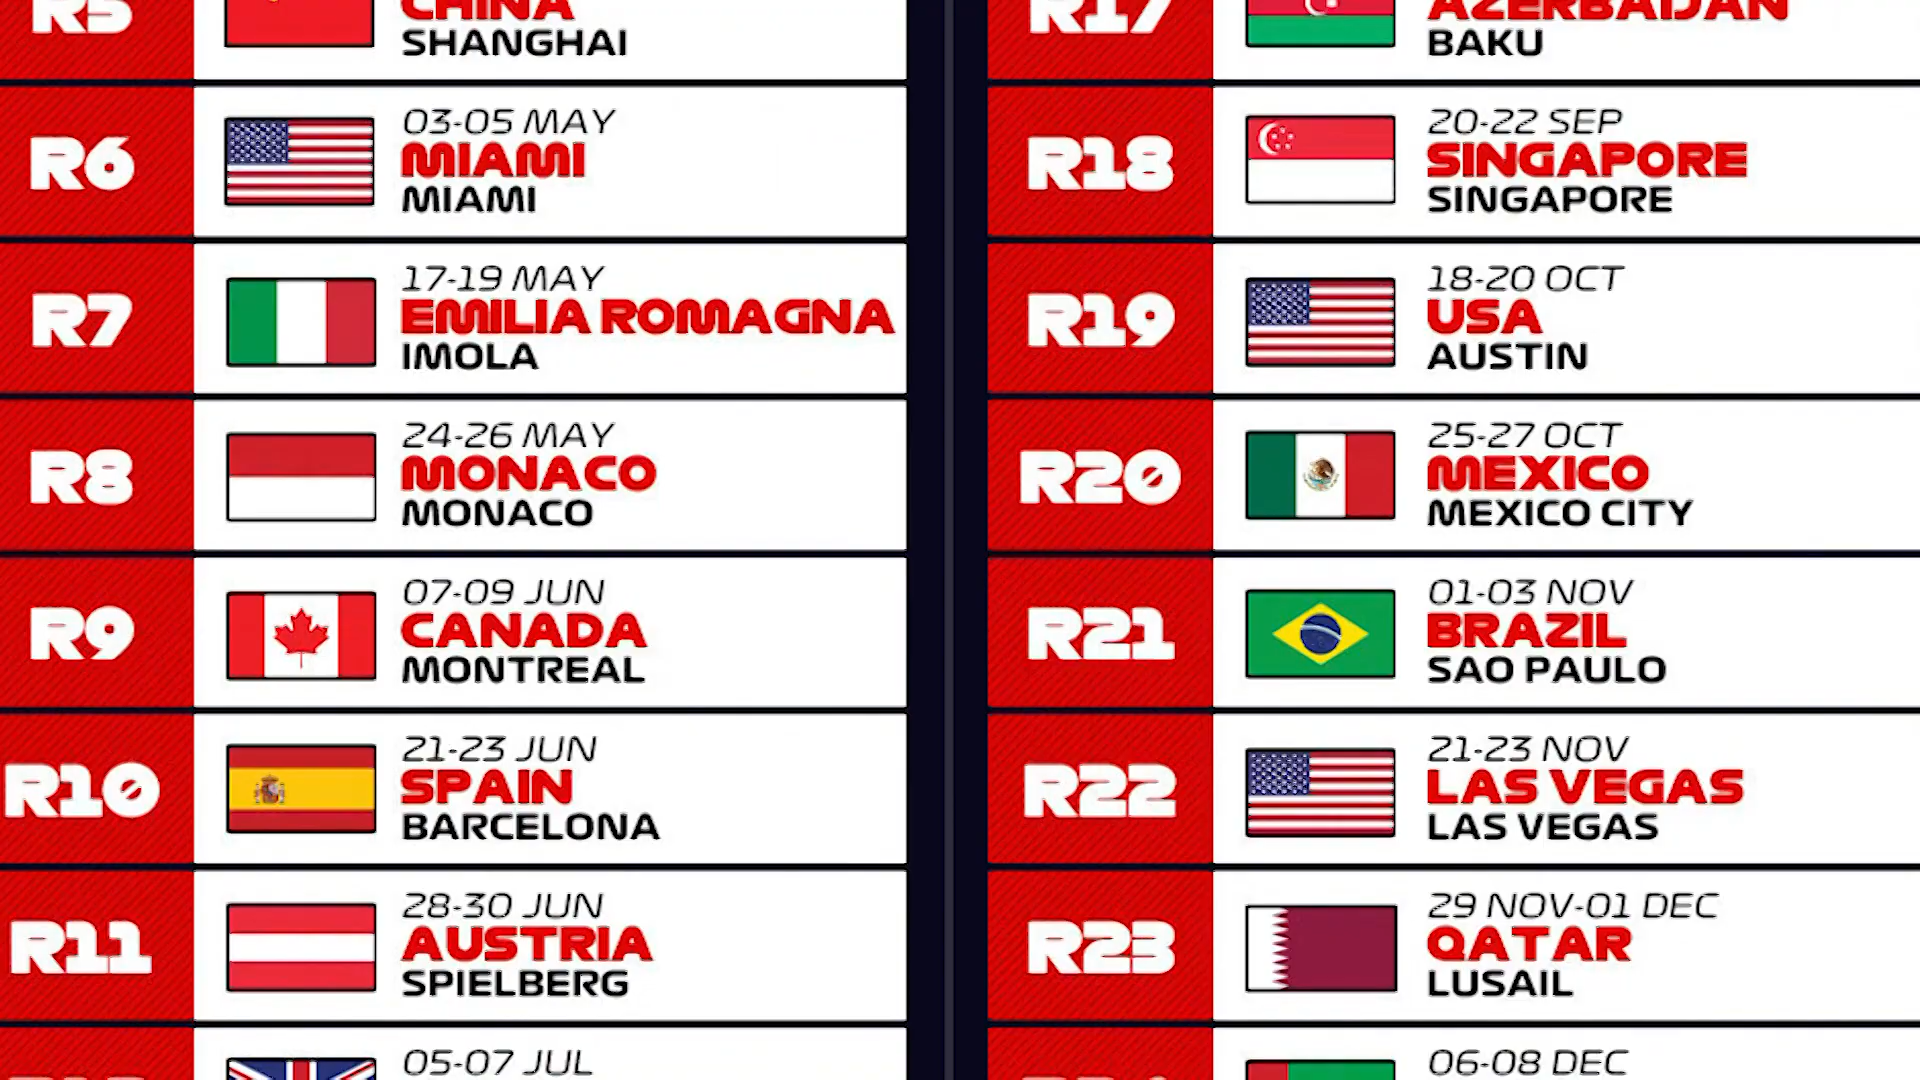 R5
CHINA
SHANGHAI
R6
03-05 MAY
MIAMI
MIAMI
R7
17-19 MAY
EMILIA ROMAGNA
IMOLA
R8
24-26 MAY
MONACO
MONACO
R9
07-09 JUN
CANADA
MONTREAL
R10
21-23 JUN
SPAIN
BARCELONA
R11
28-30 JUN
AUSTRIA
SPIELBERG
05-07 JUL
R17
AZERBAIJAN
BAKU
R18
20-22 SEP
SINGAPORE
SINGAPORE
R19
18-20 OCT
USA
AUSTIN
R20
25-27 OCT
MEXICO
MEXICO CITY
R21
01-03 NOV
BRAZIL
SAO PAULO
R22
21-23 NOV
LAS VEGAS
LAS VEGAS
R23
29 NOV-01 DEC
QATAR
LUSAIL
06-08 DEC